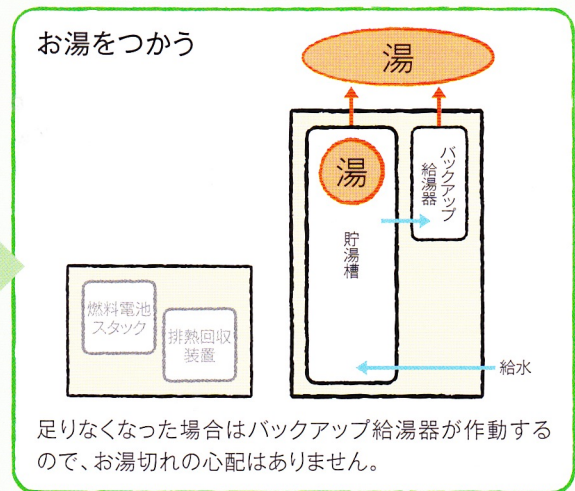 お湯をつかう
湯
湯
バックアップ
給湯器
貯湯槽
燃料電池
スタック
排熱回収
装置
給水
足りなくなった場合はバックアップ給湯器が作動する
ので、お湯切れの心配はありません。